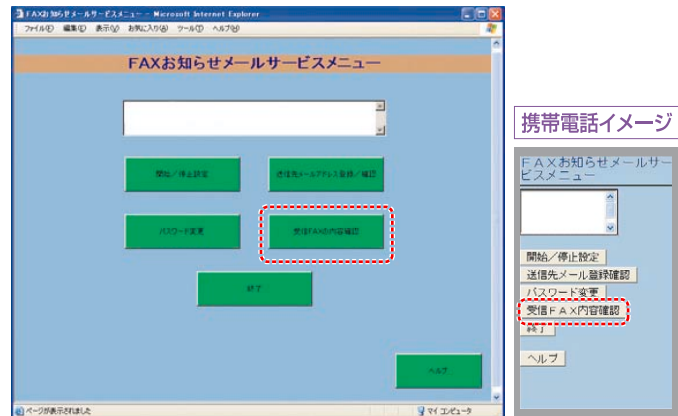 FAXお知らせメールサービスメニュー - Microsoft Internet Explorer
ファイル(F) 編集(E) 表示(V) お気に入り(A) ツール(T) ヘルプ(H)
FAXお知らせメールサービスメニュー
開始／停止設定
送信先メールアドレス登録／確認
パスワード変更
受信FAXの内容確認
終了
ヘルプ
ページが表示されました
マイ コンピュータ
携帯電話イメージ
ＦＡＸお知らせメールサー
ビスメニュー
開始／停止設定
送信先メール登録確認
パスワード変更
受信ＦＡＸ内容確認
終了
ヘルプ